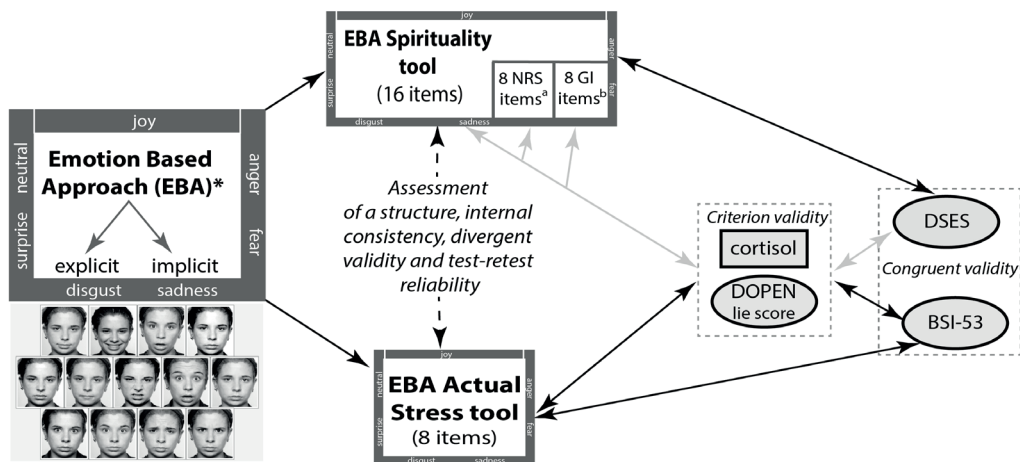 joy
neutral
surprise
Emotion Based
Approach (EBA)*
explicit implicit
anger
fear
disgust sadness
joy
neutral
surprise
EBA Spirituality
tool
(16 items)
8 NRS
itemsᵃ
8 GI
itemsᵇ
anger
fear
disgust sadness
Assessment
of a structure, internal
consistency, divergent
validity and test-retest
reliability
joy
neutral
surprise
EBA Actual
Stress tool
(8 items)
anger
fear
disgust sadness
Criterion validity
cortisol
DOPEN
lie score
DSES
Congruent validity
BSI-53